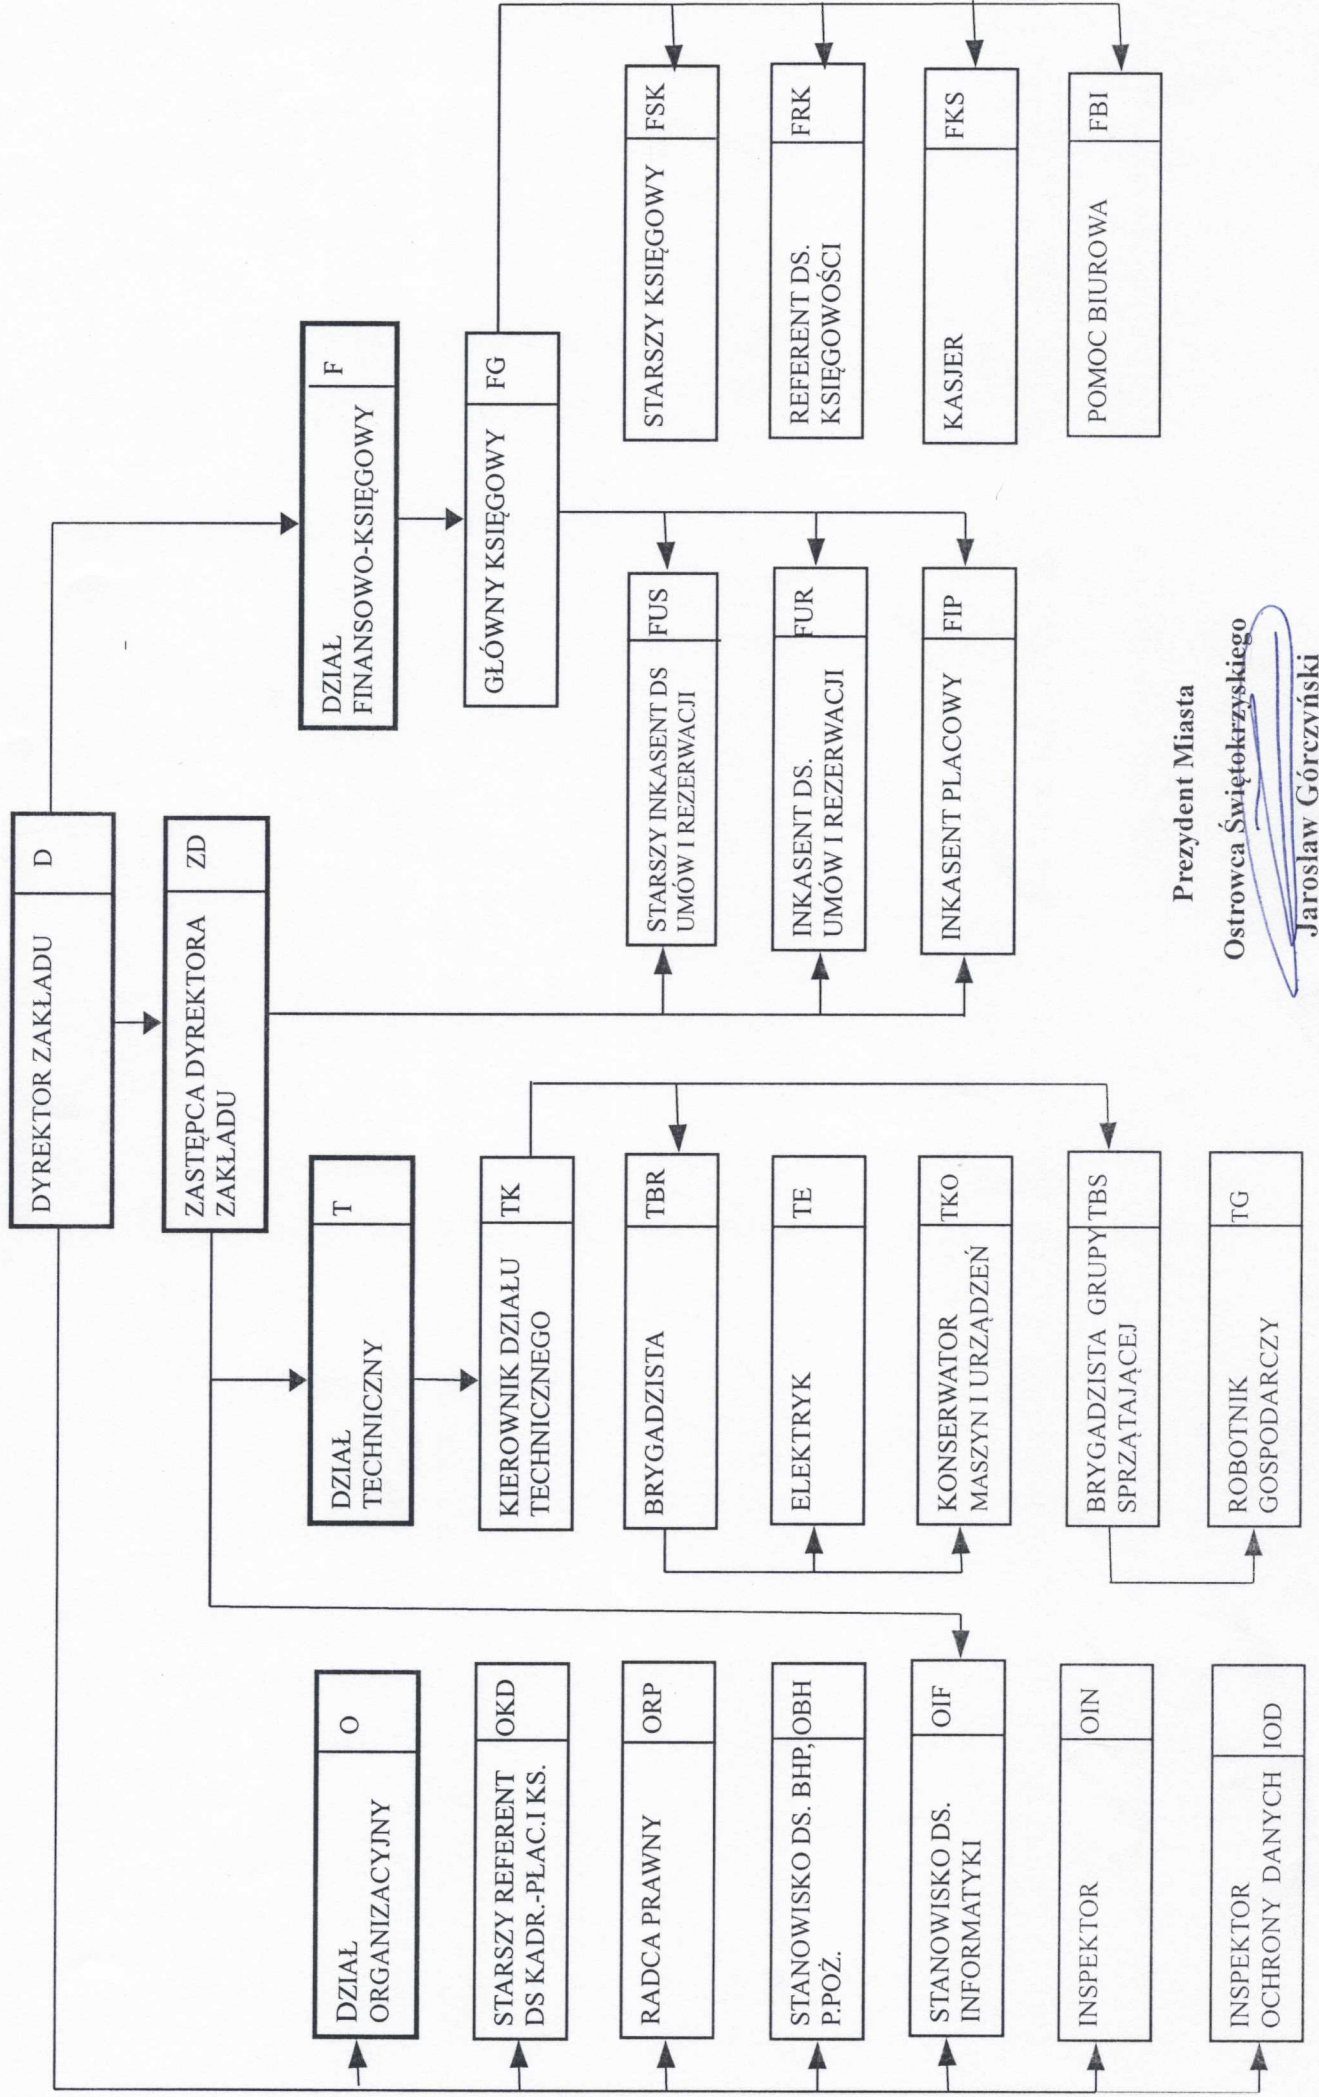 DYREKTOR ZAKŁADU
D
ZASTĘPCA DYREKTORA
ZAKŁADU
ZD
DZIAŁ
ORGANIZACYJNY
O
STARSZY REFERENT
DS KADR.-PŁAC.I KS.
OKD
RADCA PRAWNY
ORP
STANOWISKO DS. BHP,
P.POŻ.
OBH
STANOWISKO DS.
INFORMATYKI
OIF
INSPEKTOR
OIN
INSPEKTOR
OCHRONY DANYCH
IOD
DZIAŁ
TECHNICZNY
T
KIEROWNIK DZIAŁU
TECHNICZNEGO
TK
BRYGADZISTA
TBR
ELEKTRYK
TE
KONSERWATOR
MASZYN I URZĄDZEŃ
TKO
BRYGADZISTA GRUPY
SPRZĄTAJĄCEJ
TBS
ROBOTNIK
GOSPODARCZY
TG
DZIAŁ
FINANSOWO-KSIĘGOWY
F
GŁÓWNY KSIĘGOWY
FG
STARSZY INKASENT DS
UMÓW I REZERWACJI
FUS
INKASENT DS.
UMÓW I REZERWACJI
FUR
INKASENT PLACOWY
FIP
STARSZY KSIĘGOWY
FSK
REFERENT DS.
KSIĘGOWOŚCI
FRK
KASJER
FKS
POMOC BIUROWA
FBI
Prezydent Miasta
Ostrowca Świętokrzyskiego
Jarosław Górczyński